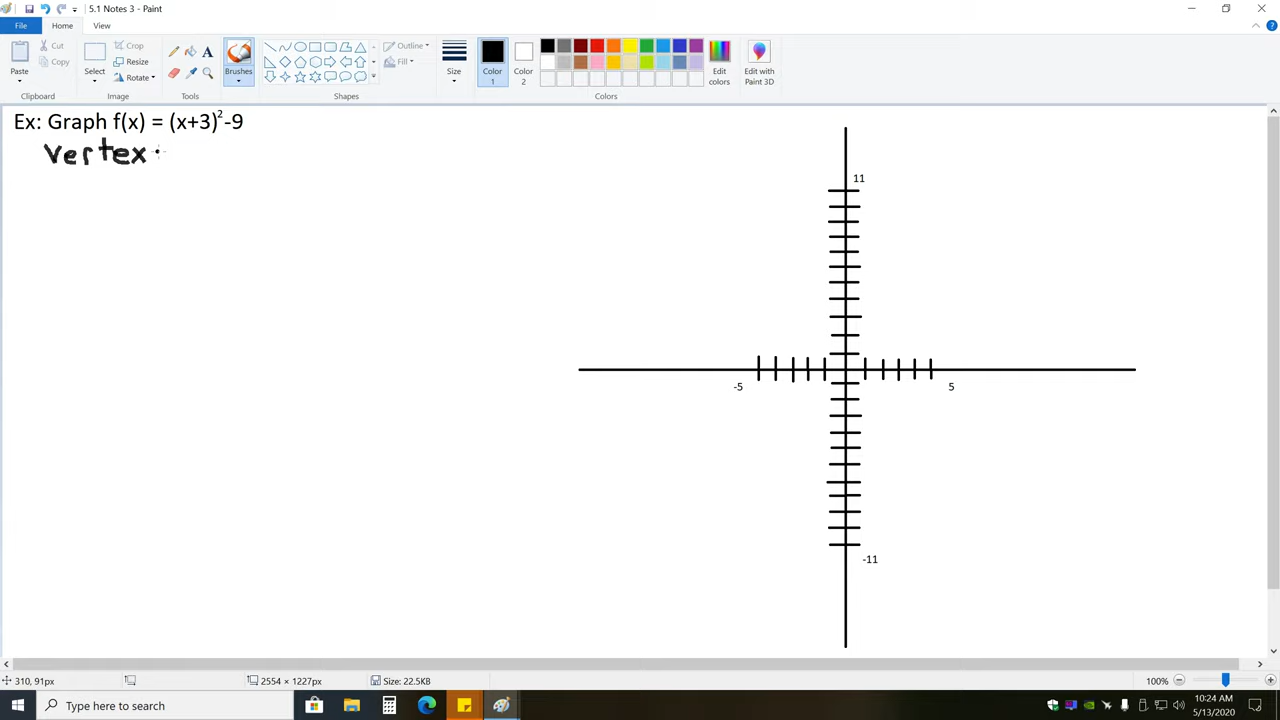 5.1 Notes 3 - Paint
File Home View
Paste
Cut
Copy
Clipboard
Select
Crop
Resize
Rotate
Image
Tools
Brushes
Outline
Fill
Shapes
Size
Color 1
Color 2
Edit colors
Edit with Paint 3D
Colors
Ex: Graph f(x) = (x+3)²-9
Vertex
11
-5
5
-11
310, 91px
2554 × 1227px
Size: 22.5KB
100%
Type here to search
10:24 AM
5/13/2020